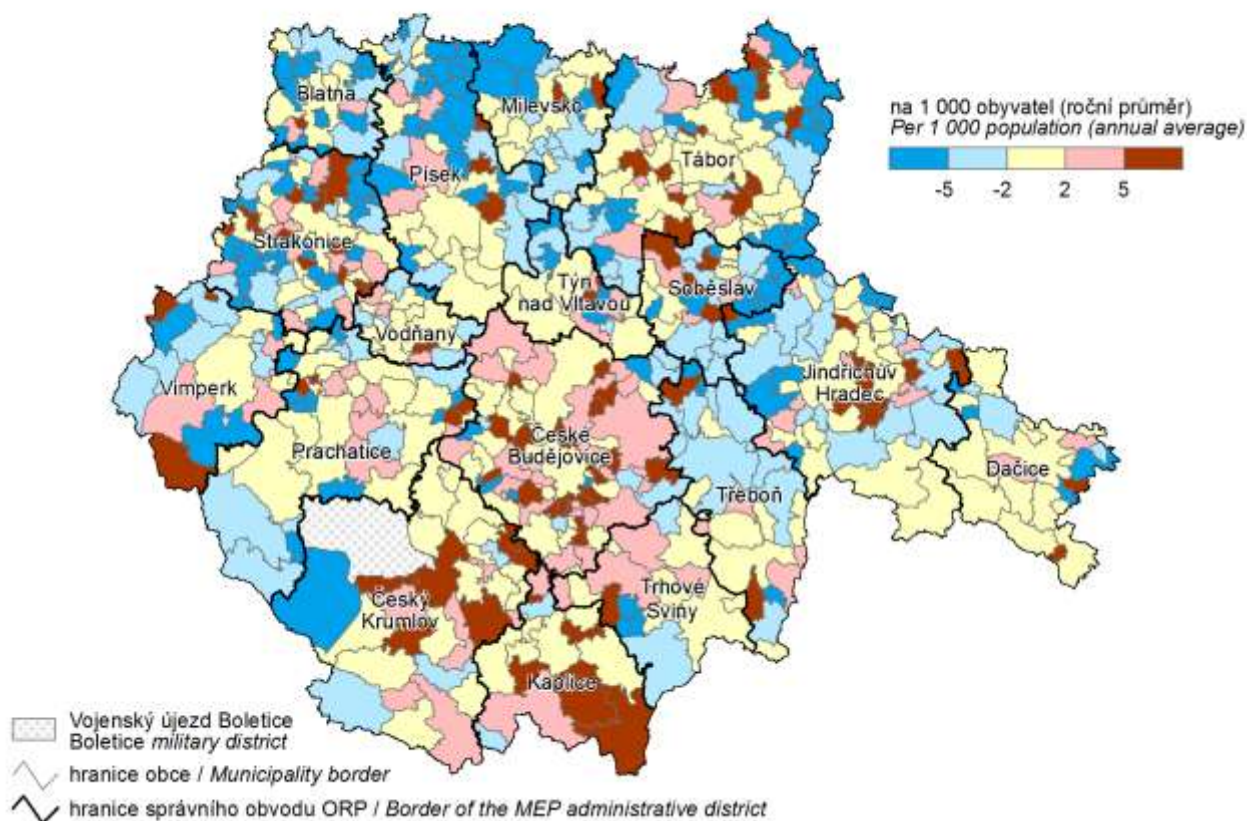 Blatná
Milevsko
Tábor
Písek
Strakonice
Týn
nad Vltavou
Soběslav
Vodňany
Vimperk
Jindřichův
Hradec
Prachatice
České
Budějovice
Dačice
Třeboň
Český
Krumlov
Trhové
Sviny
Kaplice
na 1 000 obyvatel (roční průměr)
Per 1 000 population (annual average)
-5 -2 2 5
Vojenský újezd Boletice
Boletice military district
hranice obce / Municipality border
hranice správního obvodu ORP / Border of the MEP administrative district